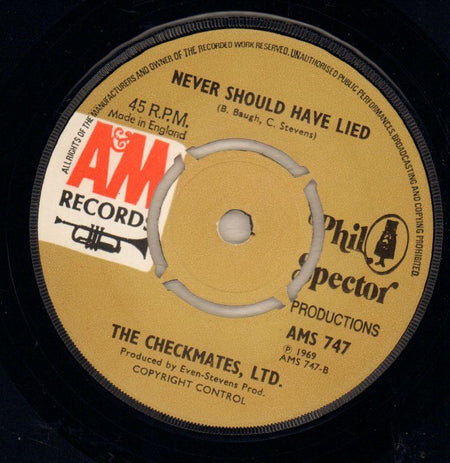 ALL RIGHTS OF THE MANUFACTURERS AND OWNER OF THE RECORDED WORK RESERVED. UNAUTHORISED PUBLIC PERFORMANCES, BROADCASTING AND COPYING PROHIBITED.
NEVER SHOULD HAVE LIED
(B. Baugh, C. Stevens)
45 R.P.M.
Made in England
A&M
RECORDS
Phil
Spector
PRODUCTIONS
AMS 747
Ⓟ 1969
AMS 747-B
THE CHECKMATES, LTD.
Produced by Even-Stevens Prod.
COPYRIGHT CONTROL